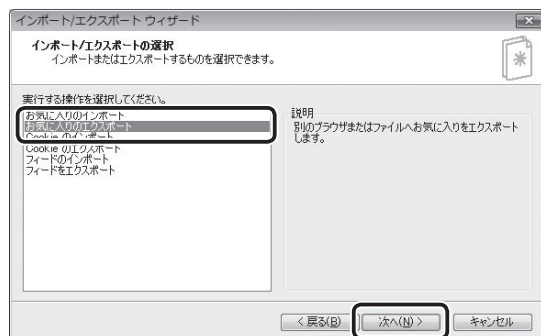 インポート/エクスポート ウィザード
インポート/エクスポートの選択
インポートまたはエクスポートするものを選択できます。
実行する操作を選択してください。
お気に入りのインポート
お気に入りのエクスポート
Cookie のインポート
Cookie のエクスポート
フィードのインポート
フィードをエクスポート
説明
別のブラウザまたはファイルへお気に入りをエクスポート
します。
< 戻る(B)
次へ(N) >
キャンセル